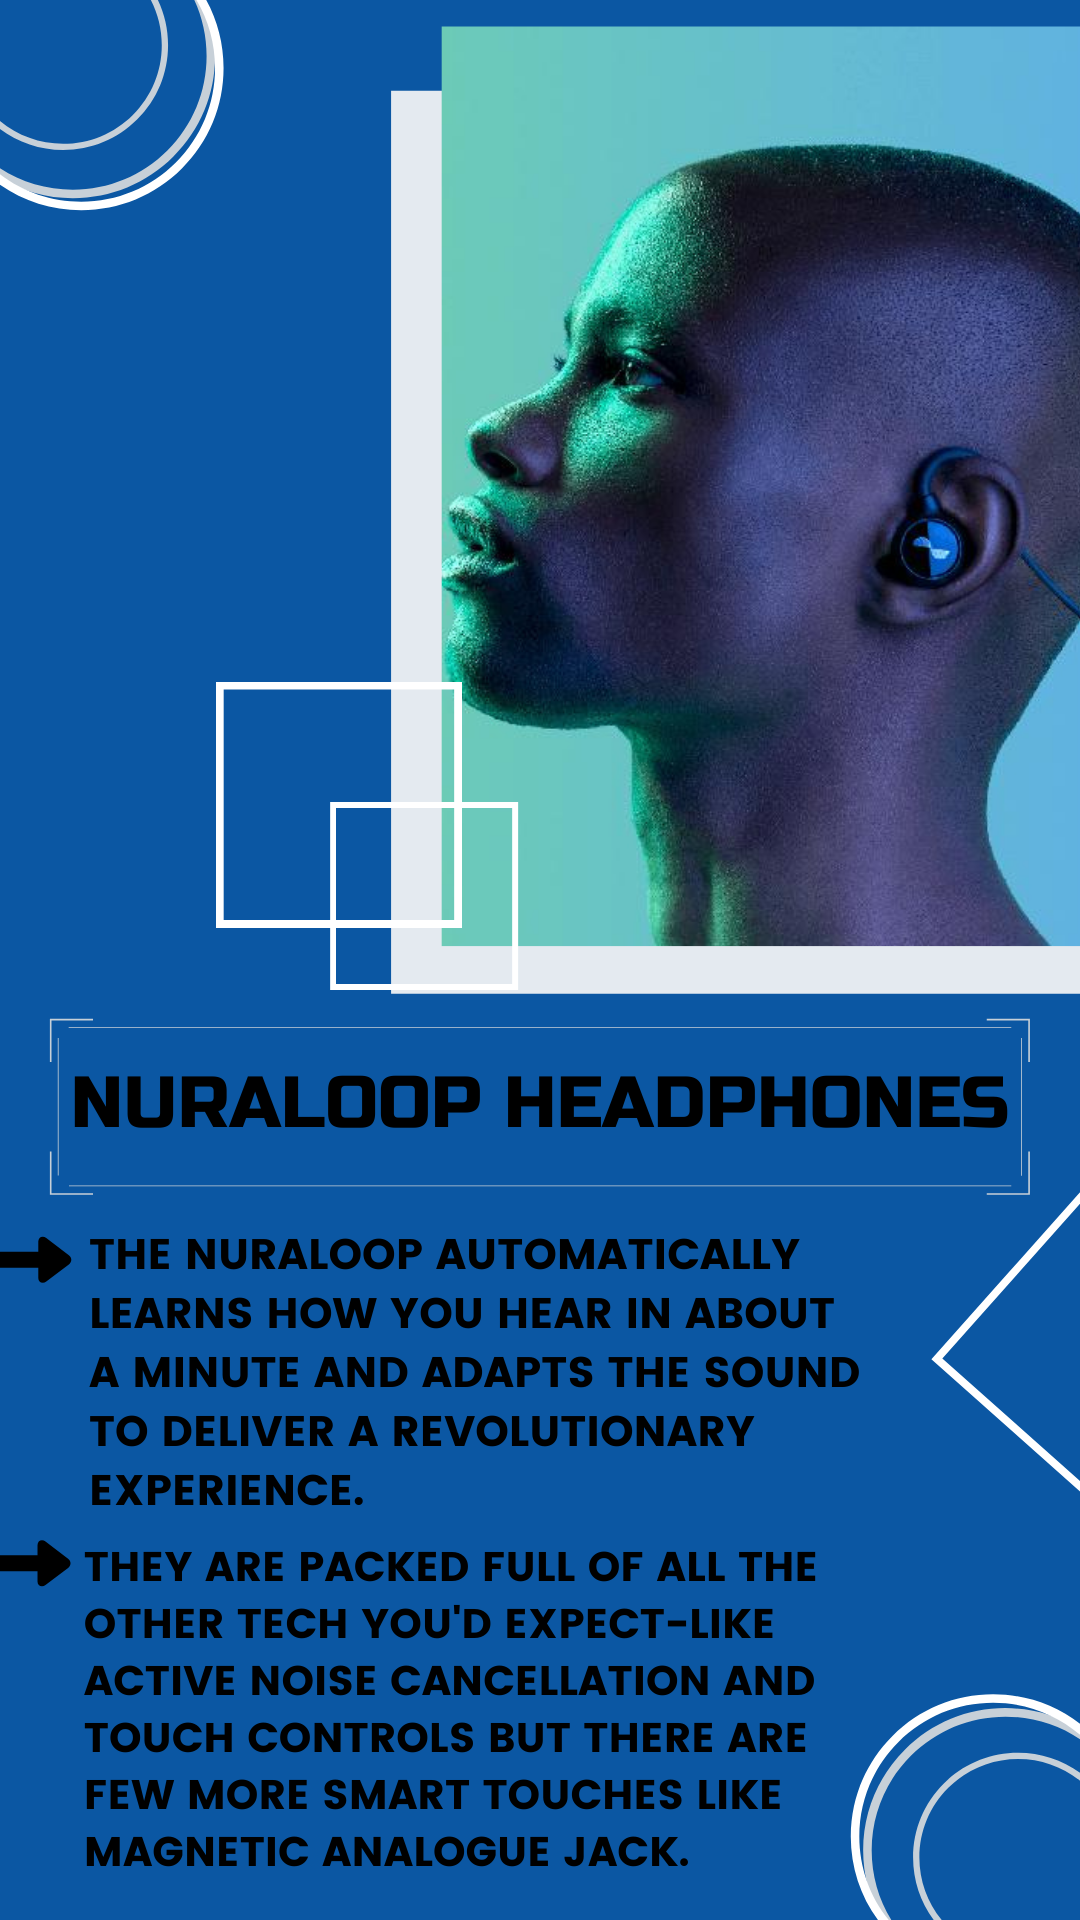 NURALOOP HEADPHONES
THE NURALOOP AUTOMATICALLY
LEARNS HOW YOU HEAR IN ABOUT
A MINUTE AND ADAPTS THE SOUND
TO DELIVER A REVOLUTIONARY
EXPERIENCE.
THEY ARE PACKED FULL OF ALL THE
OTHER TECH YOU'D EXPECT-LIKE
ACTIVE NOISE CANCELLATION AND
TOUCH CONTROLS BUT THERE ARE
FEW MORE SMART TOUCHES LIKE
MAGNETIC ANALOGUE JACK.